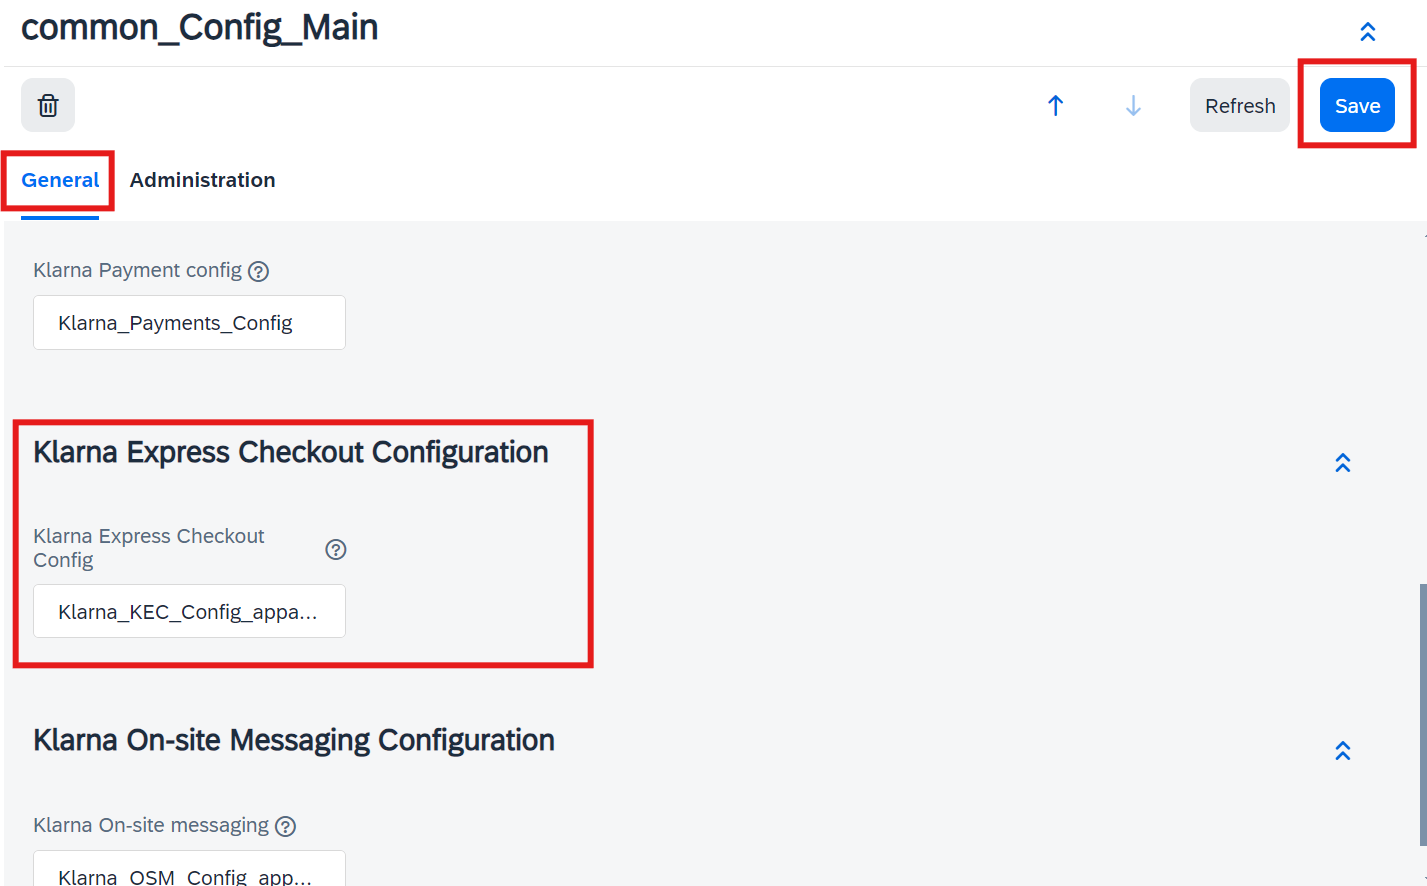 common_Config_Main
Refresh
Save
General
Administration
Klarna Payment config
Klarna_Payments_Config
Klarna Express Checkout Configuration
Klarna Express Checkout
Config
Klarna_KEC_Config_appa...
Klarna On-site Messaging Configuration
Klarna On-site messaging
Klarna_OSM_Config_app...